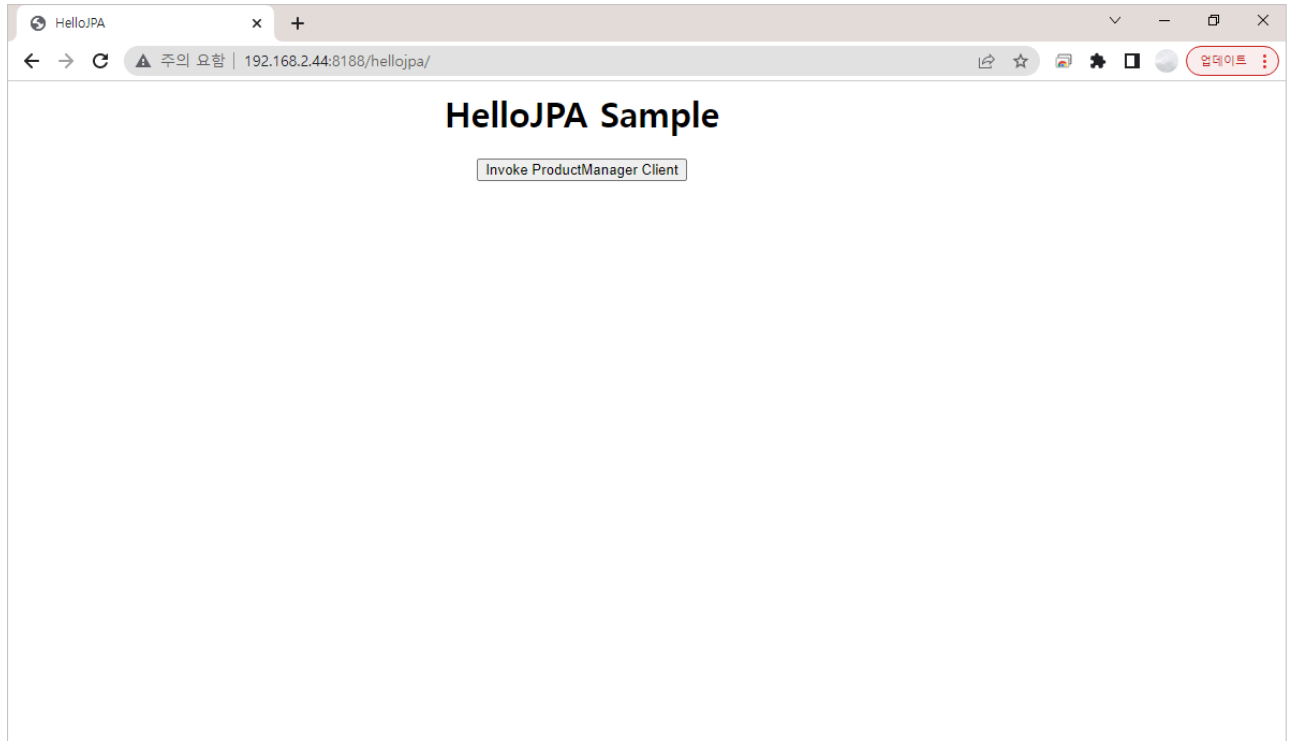 HelloJPA
주의 요함 | 192.168.2.44:8188/hellojpa/
업데이트
HelloJPA Sample
Invoke ProductManager Client